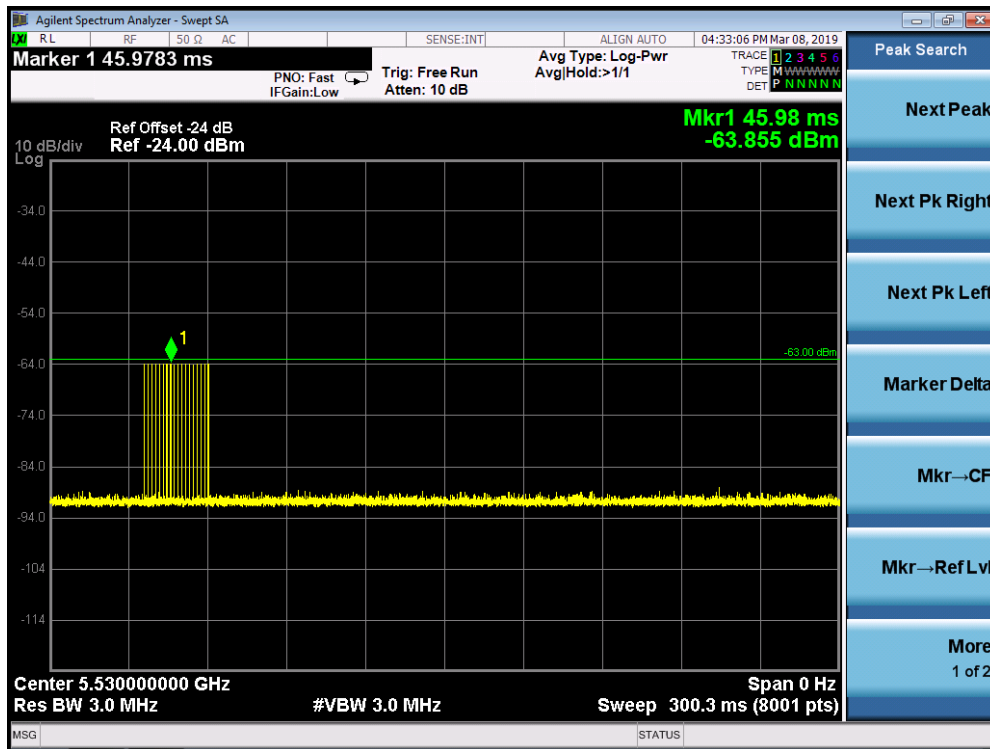 Agilent Spectrum Analyzer - Swept SA
LXI RL RF 50 Ω AC SENSE:INT ALIGN AUTO 04:33:06 PM Mar 08, 2019
Marker 1 45.9783 ms
PNO: Fast
IFGain:Low
Trig: Free Run
Atten: 10 dB
Avg Type: Log-Pwr
Avg|Hold:>1/1
TRACE 1 2 3 4 5 6
TYPE M WWWWW
DET P N N N N N
Peak Search
Mkr1 45.98 ms
-63.855 dBm
Ref Offset -24 dB
10 dB/div Ref -24.00 dBm
Log
-34.0
-44.0
-54.0
1
-63.00 dBm
-64.0
-74.0
-84.0
-94.0
-104
-114
Center 5.530000000 GHz Span 0 Hz
Res BW 3.0 MHz #VBW 3.0 MHz Sweep 300.3 ms (8001 pts)
MSG STATUS
Next Peak
Next Pk Right
Next Pk Left
Marker Delta
Mkr→CF
Mkr→Ref Lvl
More
1 of 2